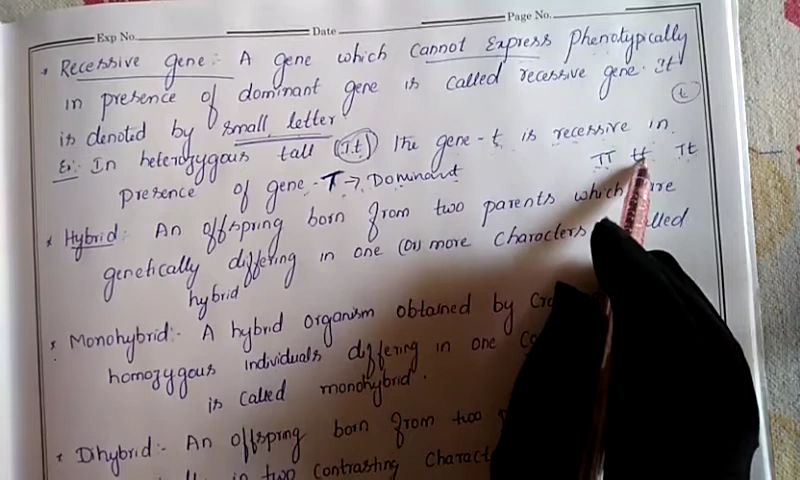 Exp No. Date Page No.
* Recessive gene:- A gene which cannot Express Phenotypically
in presence of dominant gene is called recessive gene. It
is denoted by small letter t
Ex:- In heterozygous tall (T.t) The gene - t is recessive in
TT tt Tt
Presence of gene - T → Dominant
* Hybrid: An offspring born from two parents which are
genetically differing in one (or) more characters called
hybrid
* Monohybrid:- A hybrid organism obtained by
homozygous individuals differing in one
is called monohybrid.
* Dihybrid:- An offspring born from two
in two contrasting